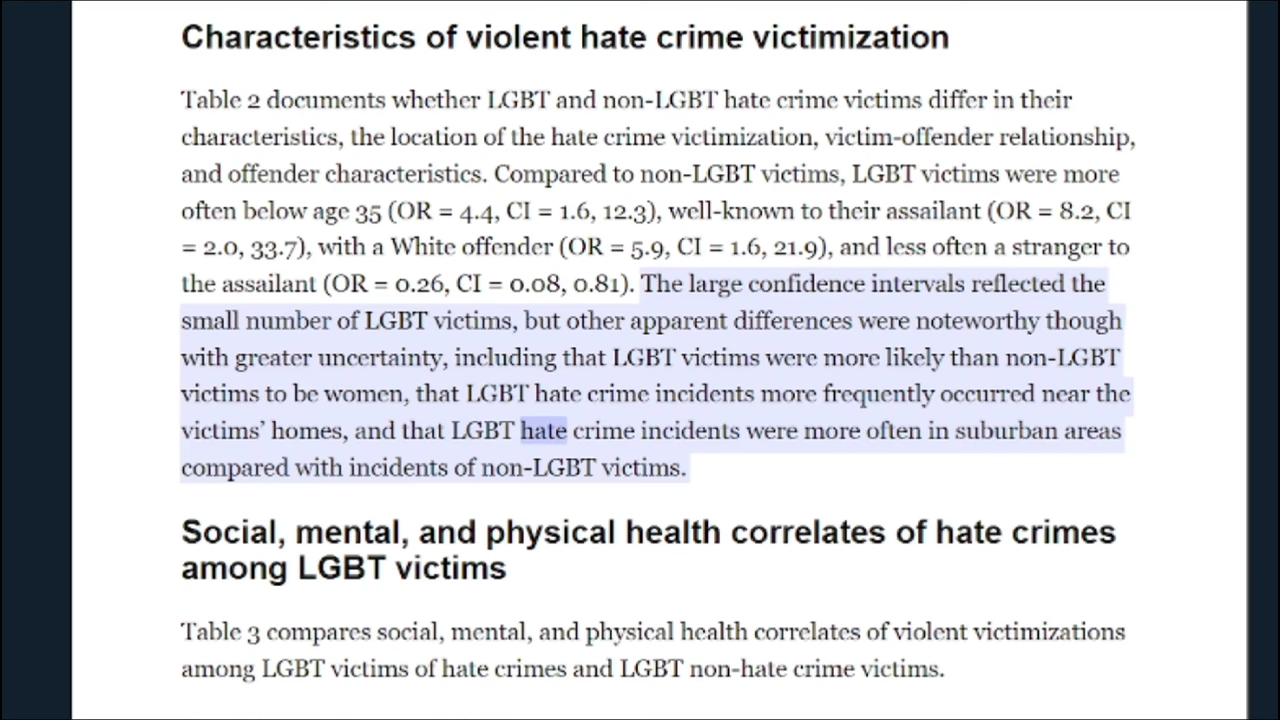 Characteristics of violent hate crime victimization
Table 2 documents whether LGBT and non-LGBT hate crime victims differ in their
characteristics, the location of the hate crime victimization, victim-offender relationship,
and offender characteristics. Compared to non-LGBT victims, LGBT victims were more
often below age 35 (OR = 4.4, CI = 1.6, 12.3), well-known to their assailant (OR = 8.2, CI
= 2.0, 33.7), with a White offender (OR = 5.9, CI = 1.6, 21.9), and less often a stranger to
the assailant (OR = 0.26, CI = 0.08, 0.81). The large confidence intervals reflected the
small number of LGBT victims, but other apparent differences were noteworthy though
with greater uncertainty, including that LGBT victims were more likely than non-LGBT
victims to be women, that LGBT hate crime incidents more frequently occurred near the
victims’ homes, and that LGBT hate crime incidents were more often in suburban areas
compared with incidents of non-LGBT victims.
Social, mental, and physical health correlates of hate crimes
among LGBT victims
Table 3 compares social, mental, and physical health correlates of violent victimizations
among LGBT victims of hate crimes and LGBT non-hate crime victims.